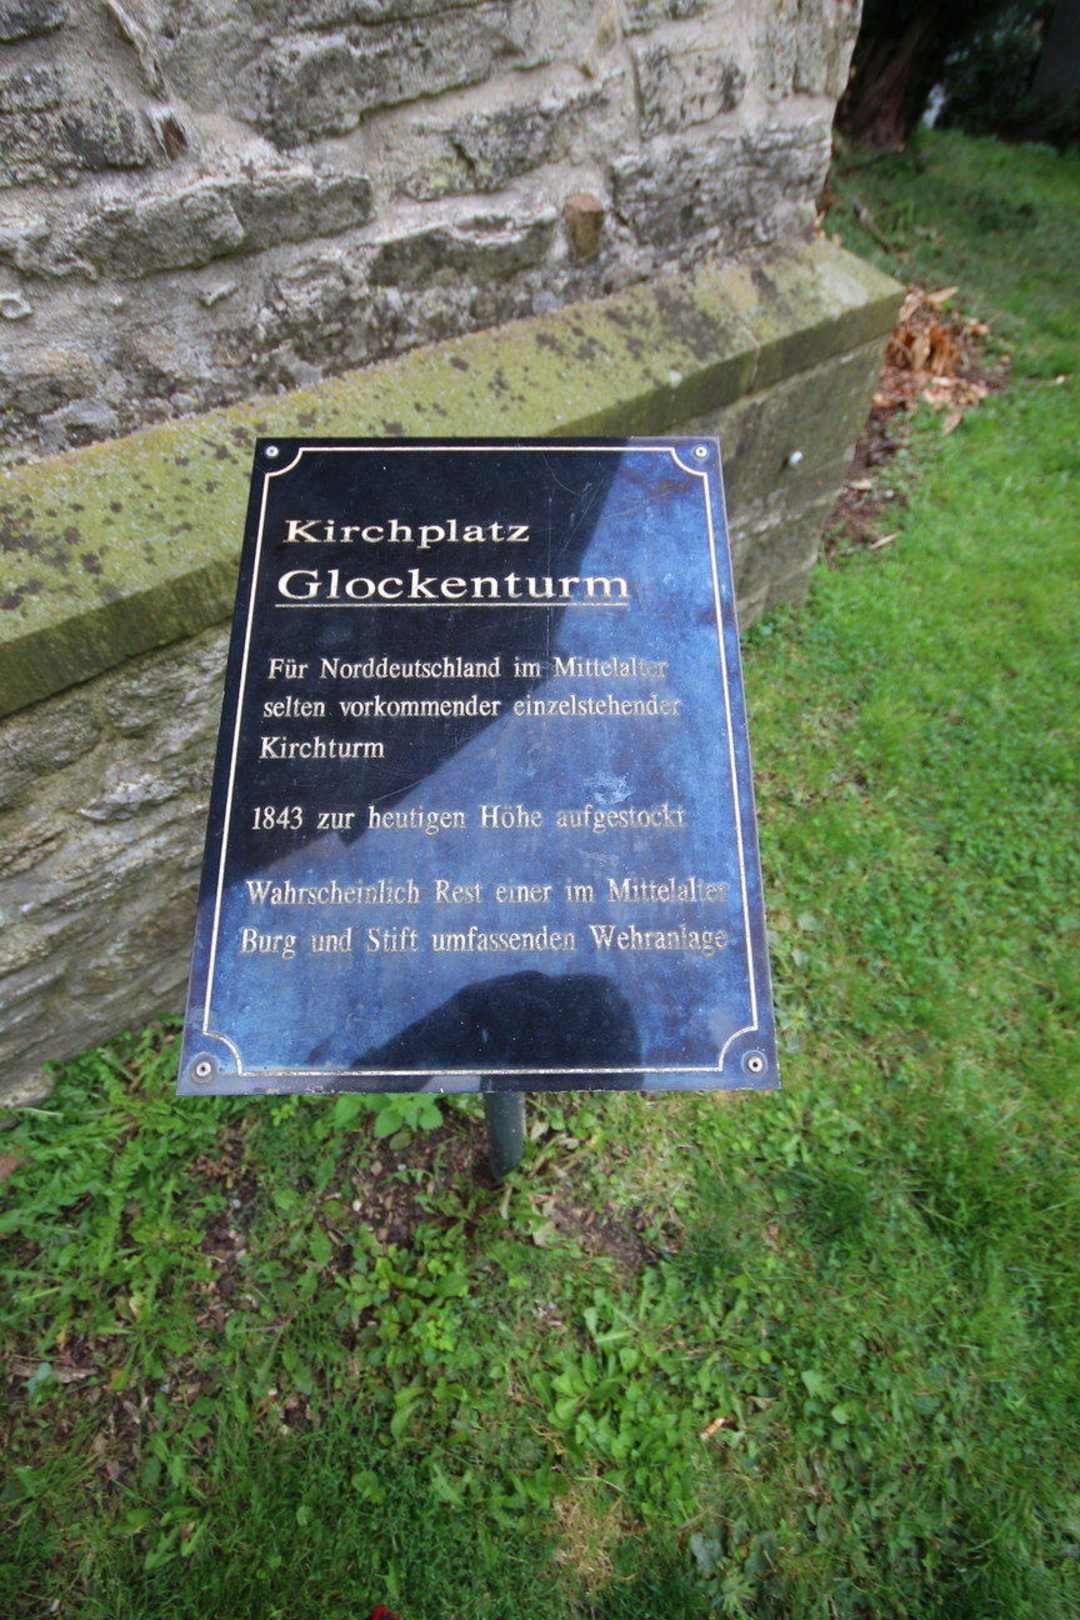 Kirchplatz
Glockenturm
Für Norddeutschland im Mittelalter
selten vorkommender einzelstehender
Kirchturm
1843 zur heutigen Höhe aufgestockt
Wahrscheinlich Rest einer im Mittelalter
Burg und Stift umfassenden Wehranlage